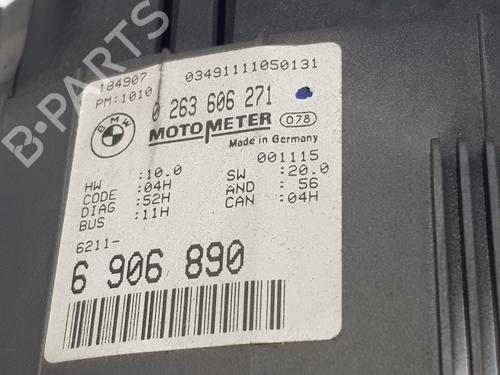 B-PARTS
184907 03491111050131
PM:1010 0 263 606 271
BMW MOTOMETER 078
Made in Germany
001115
HW :10.0 SW :20.0
CODE :04H AND : 56
DIAG :52H CAN :04H
BUS :11H
6211-
6 906 890